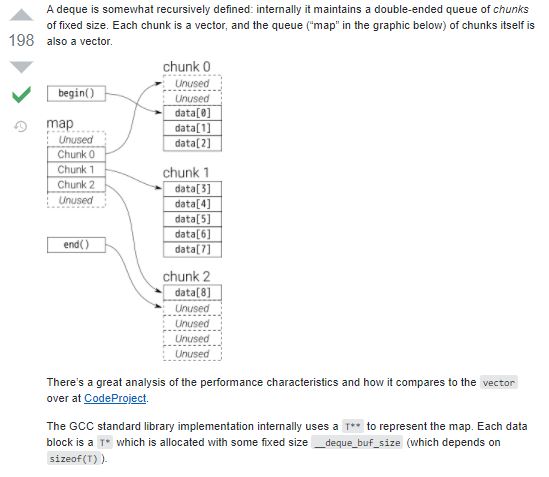 A deque is somewhat recursively defined: internally it maintains a double-ended queue of chunks
of fixed size. Each chunk is a vector, and the queue (“map” in the graphic below) of chunks itself is
198
also a vector.
chunk 0
Unused
begin()
Unused
data[0]
map
data[1]
Unused
data[2]
Chunk 0
Chunk 1
chunk 1
Chunk 2
data[3]
Unused
data[4]
data[5]
data[6]
end()
data[7]
chunk 2
data[8]
Unused
Unused
Unused
Unused
There's a great analysis of the performance characteristics and how it compares to the vector
over at CodeProject.
The GCC standard library implementation internally uses a T** to represent the map. Each data
block is a T* which is allocated with some fixed size __deque_buf_size (which depends on
sizeof(T) ).